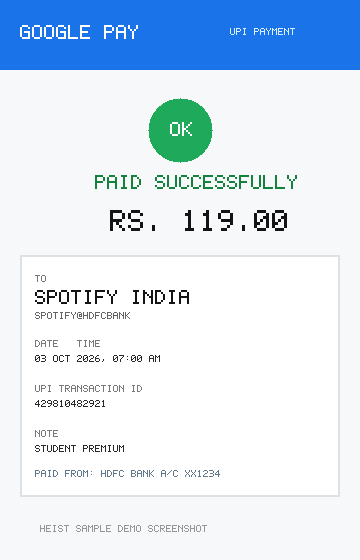 GOOGLE PAY
UPI PAYMENT
OK
PAID SUCCESSFULLY
RS. 119.00
TO
SPOTIFY INDIA
SPOTIFY@HDFCBANK
DATE TIME
03 OCT 2026, 07:00 AM
UPI TRANSACTION ID
429810482921
NOTE
STUDENT PREMIUM
PAID FROM: HDFC BANK A/C XX1234
HEIST SAMPLE DEMO SCREENSHOT